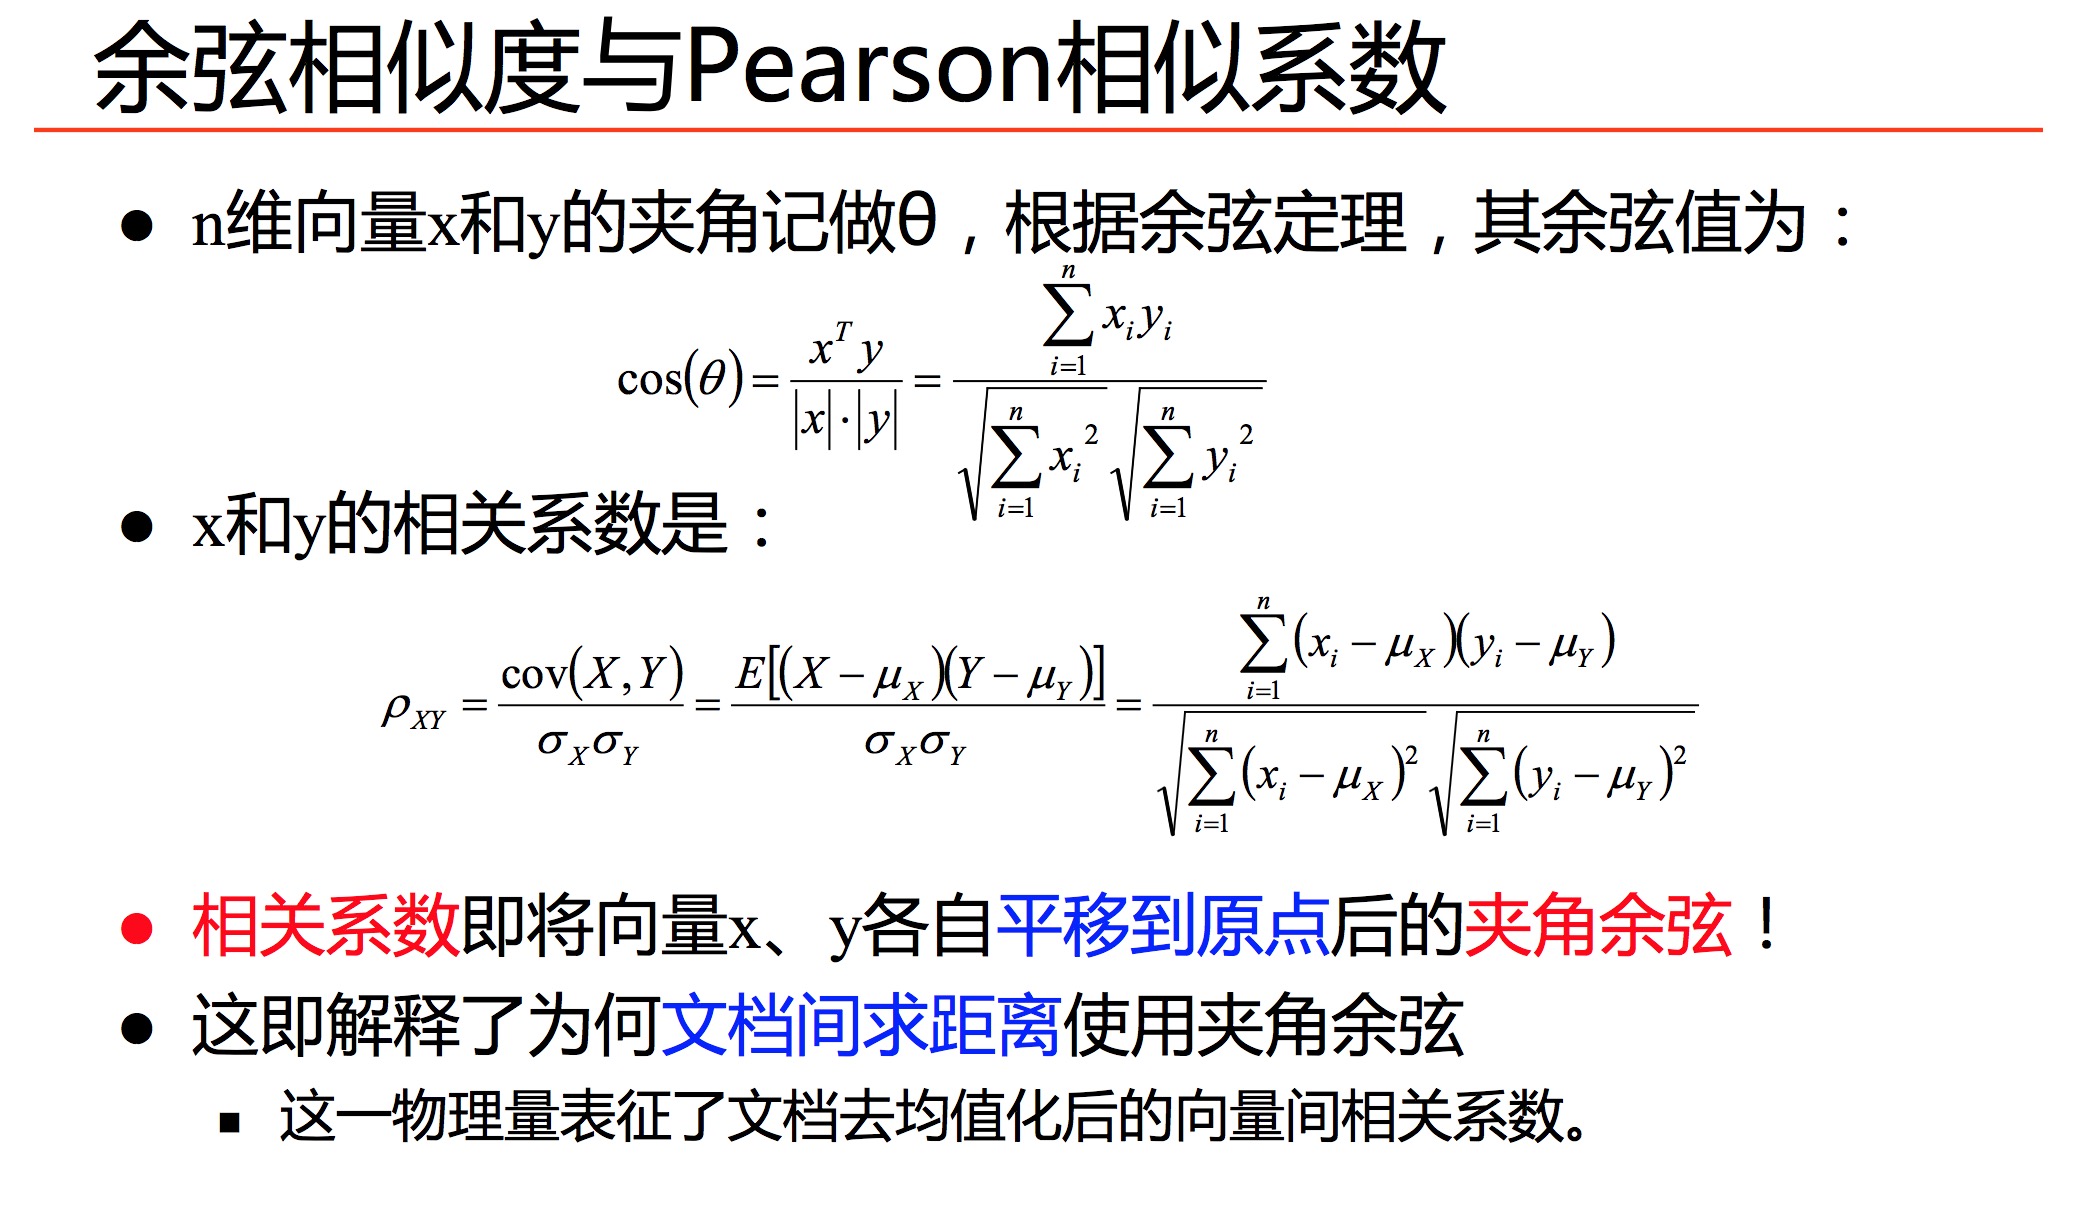 余弦相似度与Pearson相似系数
● n维向量x和y的夹角记做θ，根据余弦定理，其余弦值为：
$\cos(\theta)=\frac{x^T y}{|x|\cdot|y|}=\frac{\sum_{i=1}^{n} x_i y_i}{\sqrt{\sum_{i=1}^{n} x_i^2}\sqrt{\sum_{i=1}^{n} y_i^2}}$
● x和y的相关系数是：
$\rho_{XY}=\frac{\text{cov}(X,Y)}{\sigma_X\sigma_Y}=\frac{E[(X-\mu_X)(Y-\mu_Y)]}{\sigma_X\sigma_Y}=\frac{\sum_{i=1}^{n}(x_i-\mu_X)(y_i-\mu_Y)}{\sqrt{\sum_{i=1}^{n}(x_i-\mu_X)^2}\sqrt{\sum_{i=1}^{n}(y_i-\mu_Y)^2}}$
● 相关系数即将向量x、y各自平移到原点后的夹角余弦！
● 这即解释了为何文档间求距离使用夹角余弦
■ 这一物理量表征了文档去均值化后的向量间相关系数。